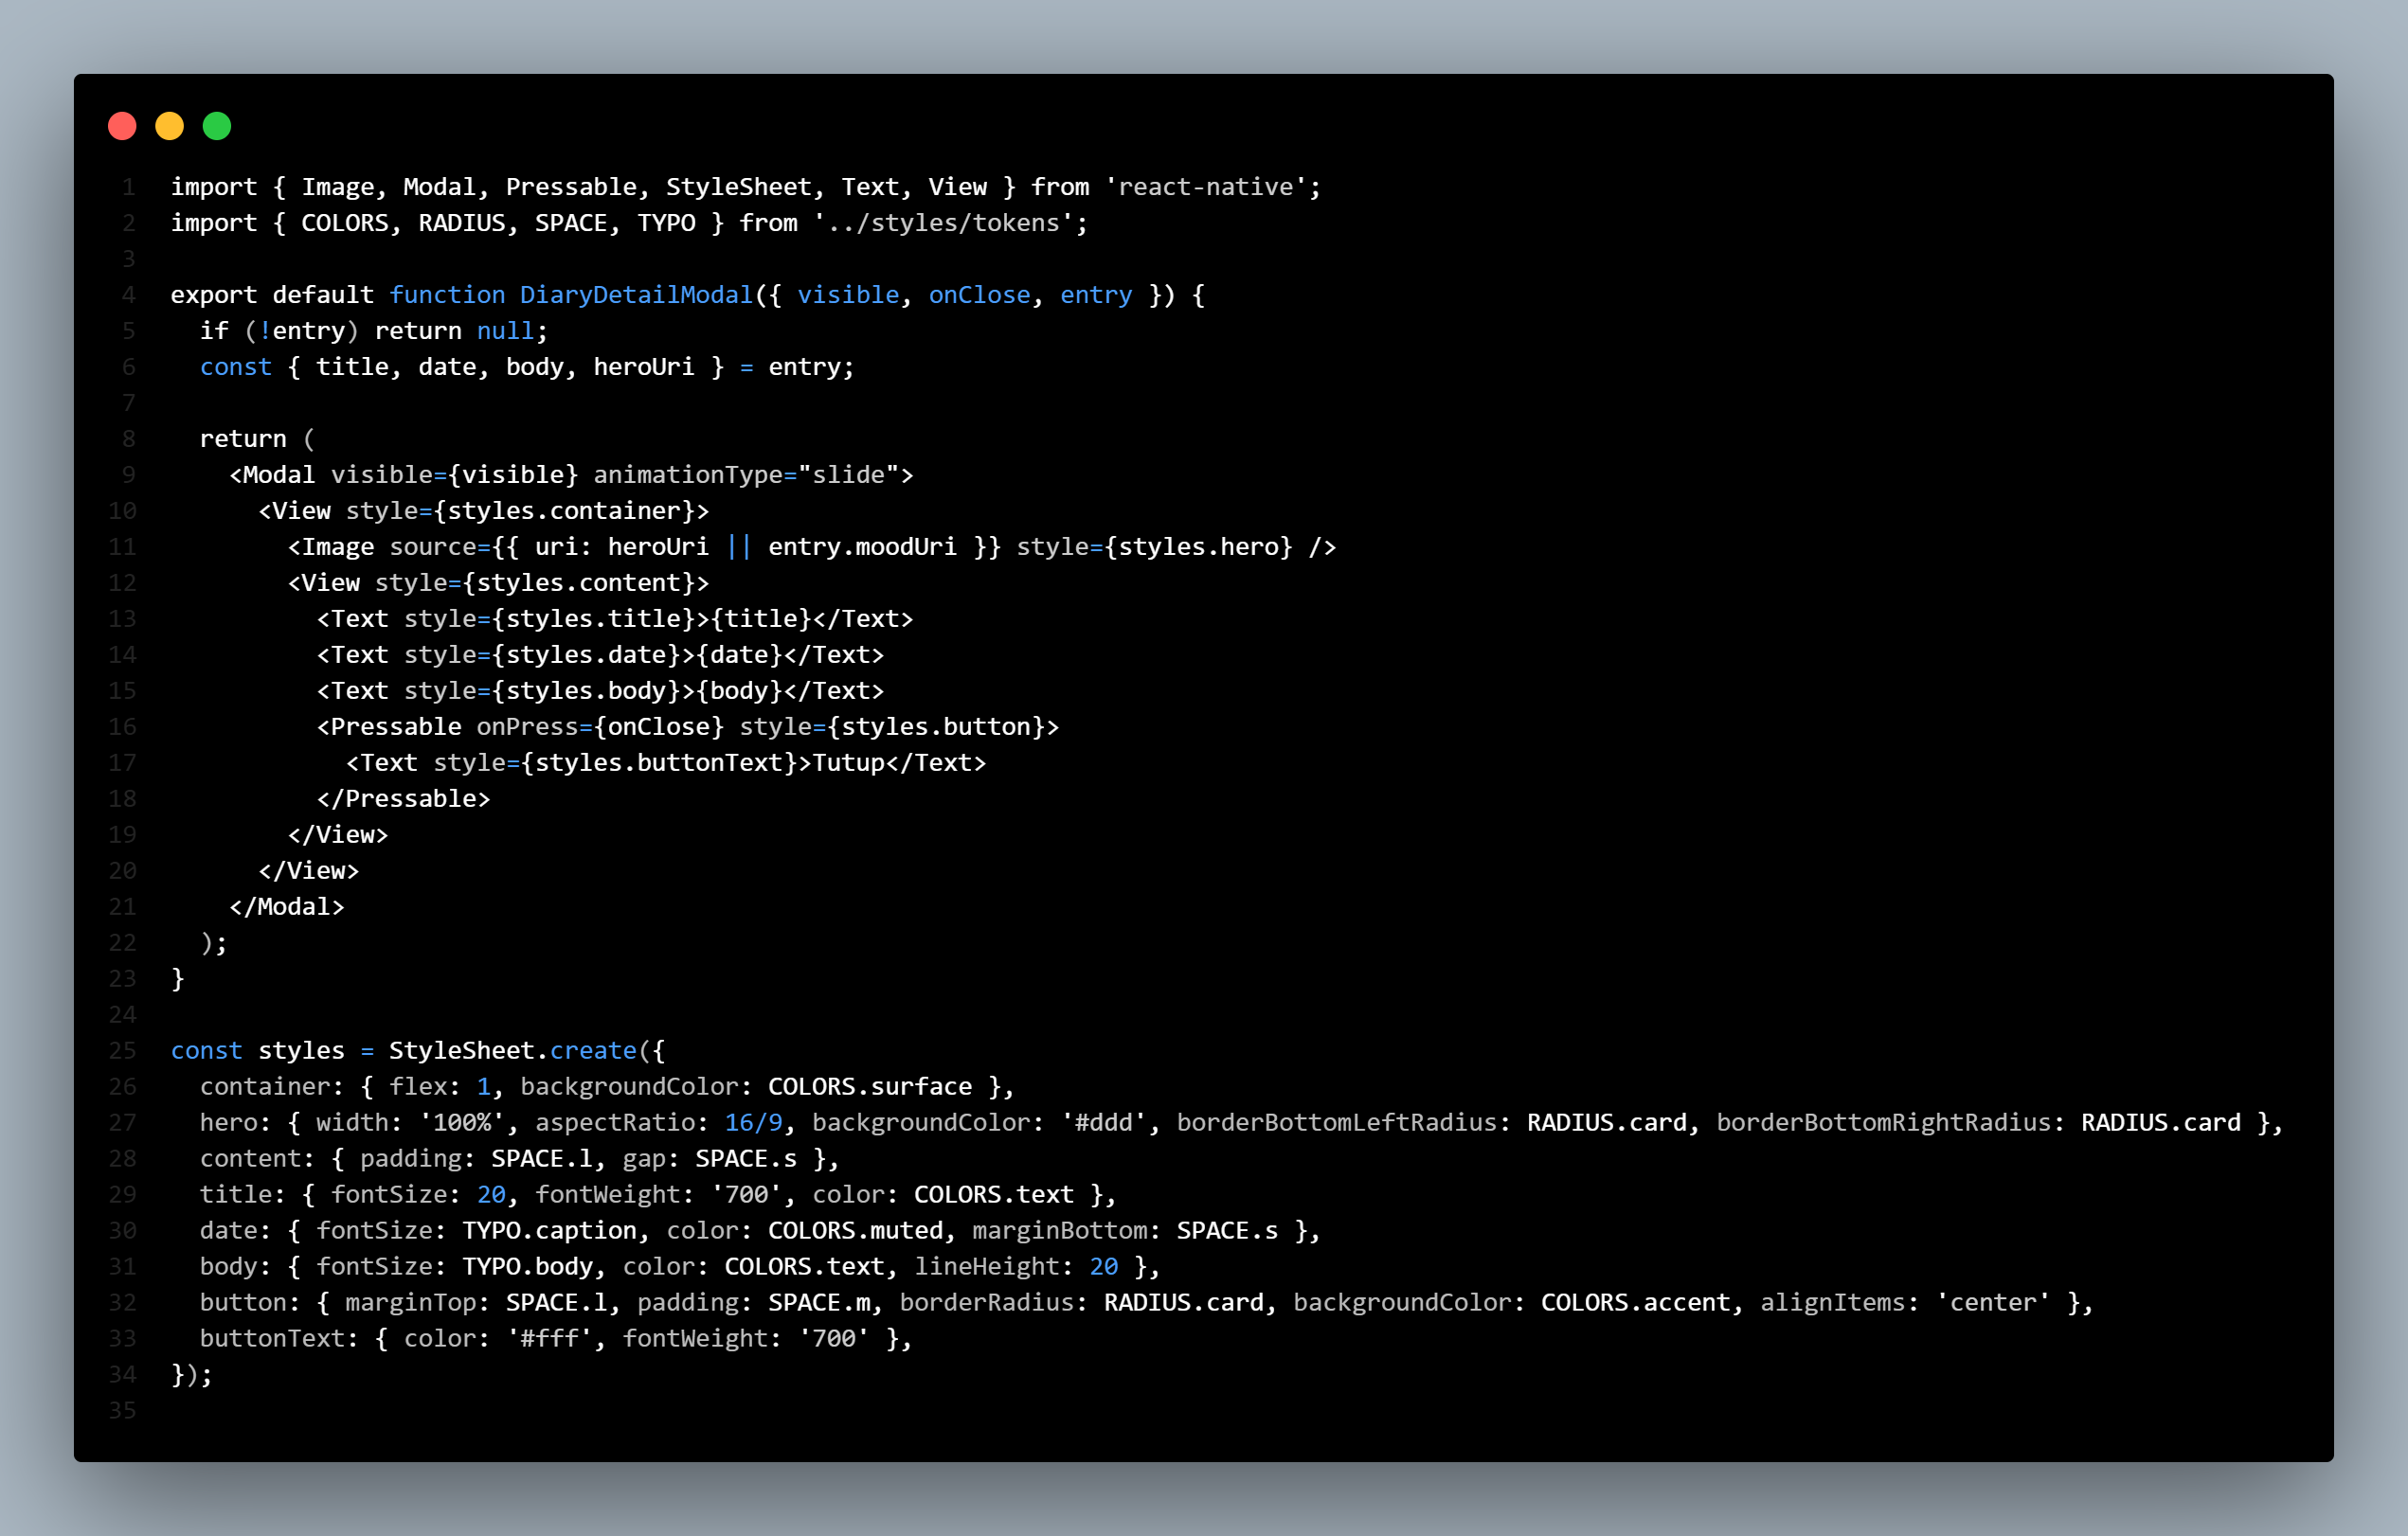 1 import { Image, Modal, Pressable, StyleSheet, Text, View } from 'react-native';
2 import { COLORS, RADIUS, SPACE, TYPO } from '../styles/tokens';
3
4 export default function DiaryDetailModal({ visible, onClose, entry }) {
5   if (!entry) return null;
6   const { title, date, body, heroUri } = entry;
7
8   return (
9     <Modal visible={visible} animationType="slide">
10       <View style={styles.container}>
11         <Image source={{ uri: heroUri || entry.moodUri }} style={styles.hero} />
12         <View style={styles.content}>
13           <Text style={styles.title}>{title}</Text>
14           <Text style={styles.date}>{date}</Text>
15           <Text style={styles.body}>{body}</Text>
16           <Pressable onPress={onClose} style={styles.button}>
17             <Text style={styles.buttonText}>Tutup</Text>
18           </Pressable>
19         </View>
20       </View>
21     </Modal>
22   );
23 }
24
25 const styles = StyleSheet.create({
26   container: { flex: 1, backgroundColor: COLORS.surface },
27   hero: { width: '100%', aspectRatio: 16/9, backgroundColor: '#ddd', borderBottomLeftRadius: RADIUS.card, borderBottomRightRadius: RADIUS.card },
28   content: { padding: SPACE.l, gap: SPACE.s },
29   title: { fontSize: 20, fontWeight: '700', color: COLORS.text },
30   date: { fontSize: TYPO.caption, color: COLORS.muted, marginBottom: SPACE.s },
31   body: { fontSize: TYPO.body, color: COLORS.text, lineHeight: 20 },
32   button: { marginTop: SPACE.l, padding: SPACE.m, borderRadius: RADIUS.card, backgroundColor: COLORS.accent, alignItems: 'center' },
33   buttonText: { color: '#fff', fontWeight: '700' },
34 });
35